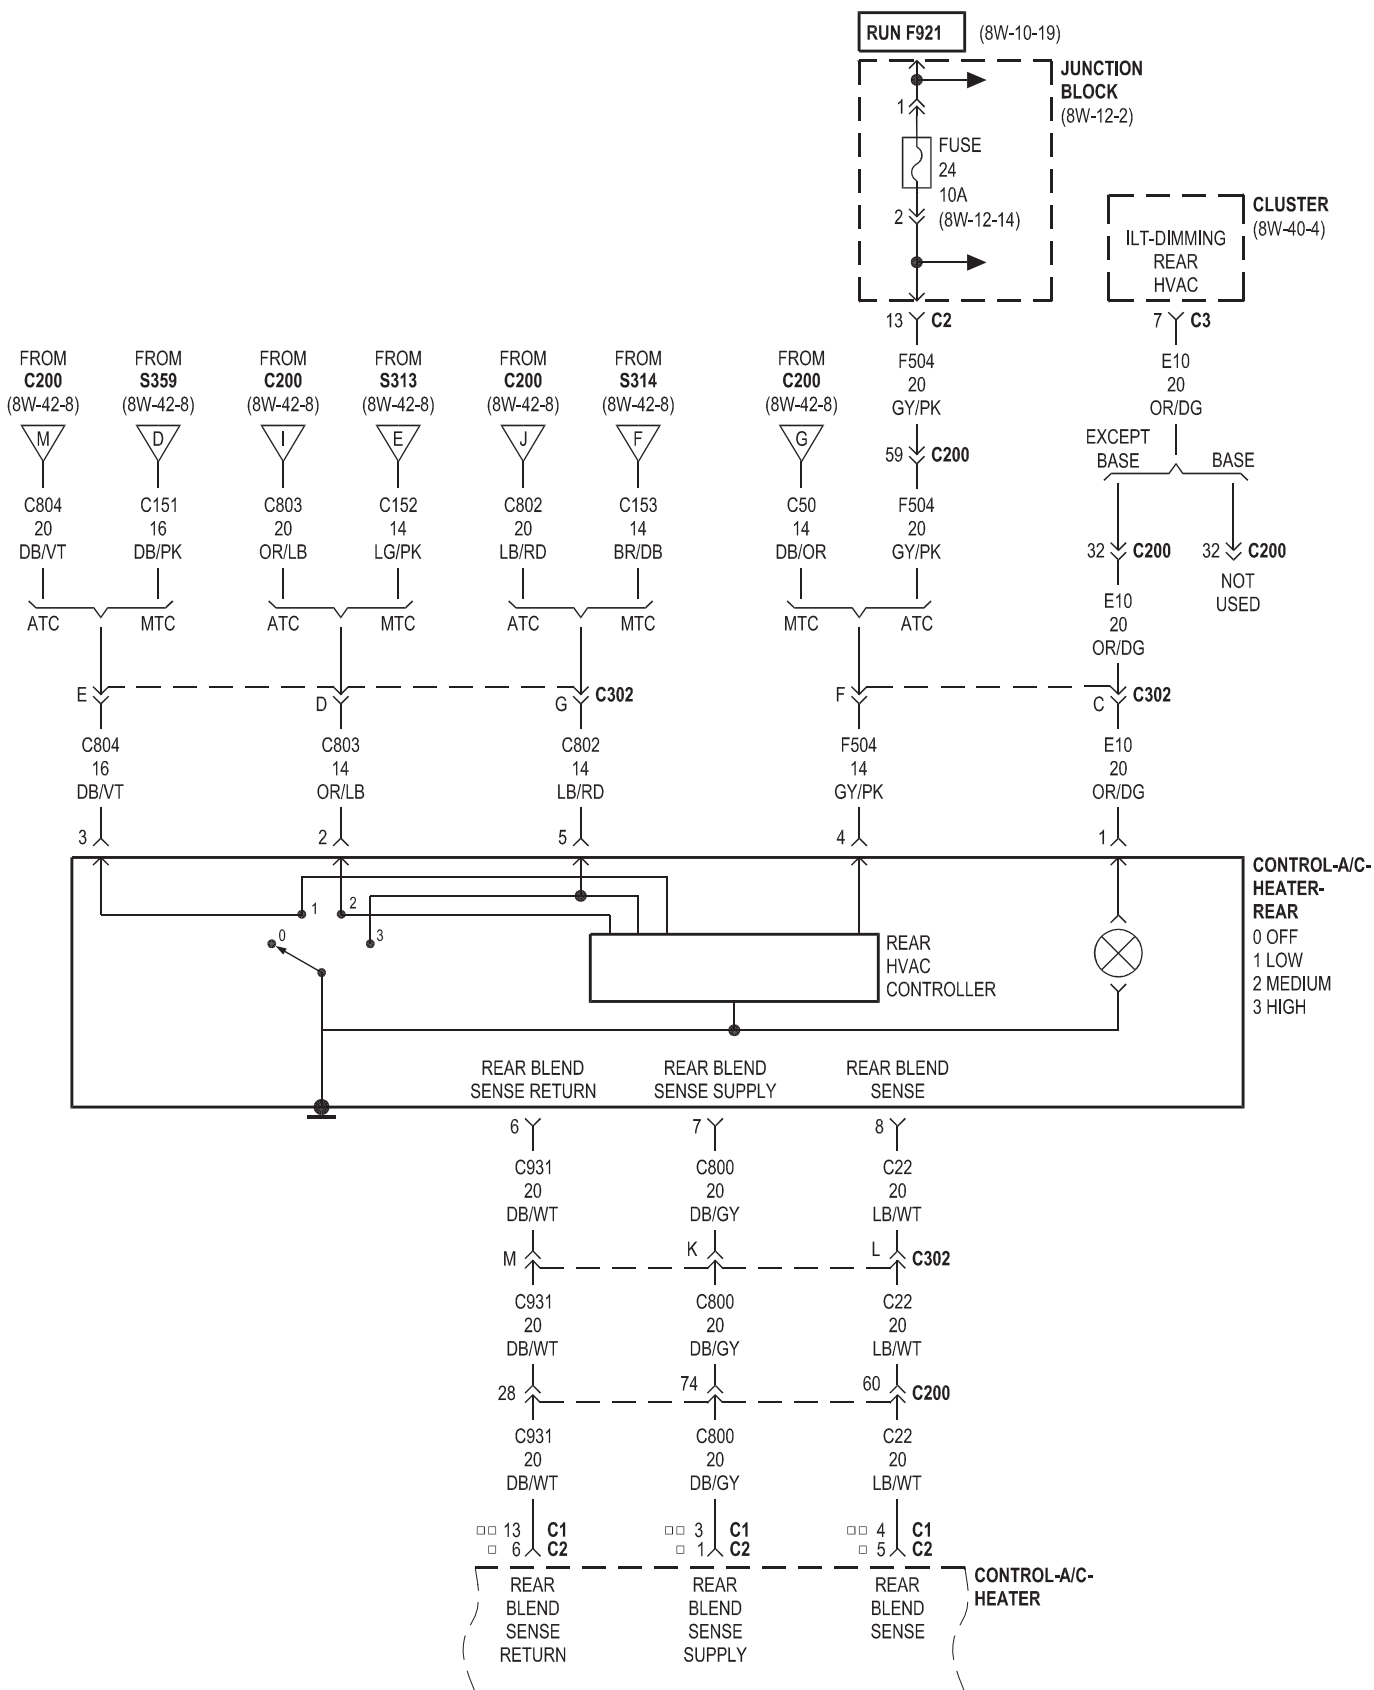 RUN F921 (8W-10-19)
JUNCTION
BLOCK
(8W-12-2)
1
FUSE
24
10A
2 (8W-12-14)
CLUSTER
(8W-40-4)
ILT-DIMMING
REAR
HVAC
13 C2
7 C3
F504
20
GY/PK
E10
20
OR/DG
FROM
C200
(8W-42-8)
M
FROM
S359
(8W-42-8)
D
FROM
C200
(8W-42-8)
I
FROM
S313
(8W-42-8)
E
FROM
C200
(8W-42-8)
J
FROM
S314
(8W-42-8)
F
FROM
C200
(8W-42-8)
G
59 C200
EXCEPT
BASE
BASE
C804
20
DB/VT
C151
16
DB/PK
C803
20
OR/LB
C152
14
LG/PK
C802
20
LB/RD
C153
14
BR/DB
C50
14
DB/OR
F504
20
GY/PK
32 C200
32 C200
NOT
USED
E10
20
OR/DG
ATC MTC
ATC MTC
ATC MTC
MTC ATC
E D G C302
F C C302
C804
16
DB/VT
C803
14
OR/LB
C802
14
LB/RD
F504
14
GY/PK
E10
20
OR/DG
3 2 5 4 1
CONTROL-A/C-
HEATER-
REAR
0 OFF
1 LOW
2 MEDIUM
3 HIGH
1 2
0 3
REAR
HVAC
CONTROLLER
REAR BLEND
SENSE RETURN
REAR BLEND
SENSE SUPPLY
REAR BLEND
SENSE
6 7 8
C931
20
DB/WT
C800
20
DB/GY
C22
20
LB/WT
M K L C302
C931
20
DB/WT
C800
20
DB/GY
C22
20
LB/WT
28 74 60 C200
C931
20
DB/WT
C800
20
DB/GY
C22
20
LB/WT
□□ 13 C1
□ 6 C2
□□ 3 C1
□ 1 C2
□□ 4 C1
□ 5 C2
CONTROL-A/C-
HEATER
REAR
BLEND
SENSE
RETURN
REAR
BLEND
SENSE
SUPPLY
REAR
BLEND
SENSE